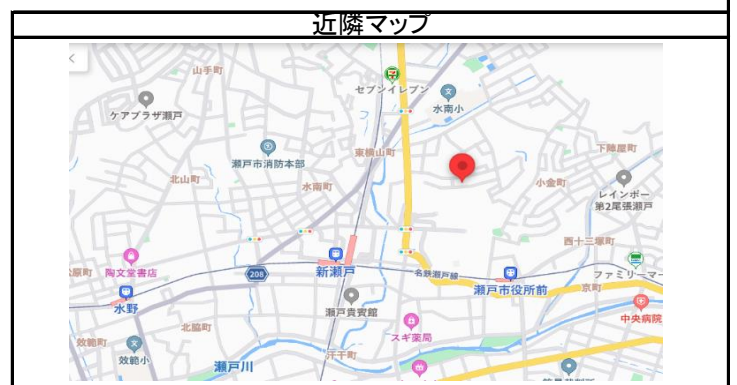 近隣マップ
山手町
セブンイレブン
水南小
ケアプラザ瀬戸
瀬戸市消防本部
東横山町
下陣屋町
北山町
水南町
小金町
レインボー
第2尾張瀬戸
西十三塚町
原町
陶文堂書店
208
新瀬戸
名鉄瀬戸線
瀬戸市役所前
ファミリーマー
京町
水野
瀬戸貴賓館
中央病院
北脇町
スギ薬局
效範町
效範小
瀬戸川
汗干町